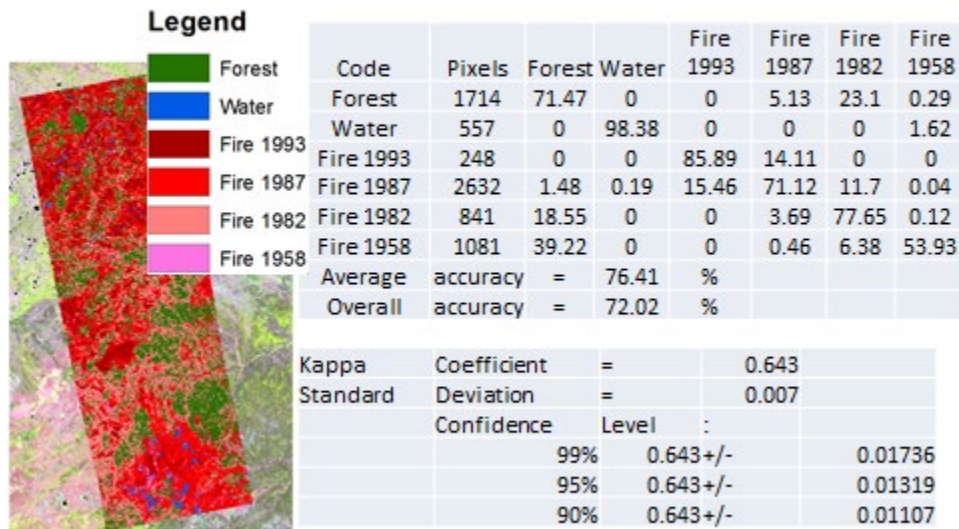 Legend
Forest
Water
Fire 1993
Fire 1987
Fire 1982
Fire 1958
Code Pixels Forest Water Fire 1993 Fire 1987 Fire 1982 Fire 1958
Forest 1714 71.47 0 0 5.13 23.1 0.29
Water 557 0 98.38 0 0 0 1.62
Fire 1993 248 0 0 85.89 14.11 0 0
Fire 1987 2632 1.48 0.19 15.46 71.12 11.7 0.04
Fire 1982 841 18.55 0 0 3.69 77.65 0.12
Fire 1958 1081 39.22 0 0 0.46 6.38 53.93
Average accuracy = 76.41 %
Overall accuracy = 72.02 %
Kappa Coefficient = 0.643
Standard Deviation = 0.007
Confidence Level :
99% 0.643+/- 0.01736
95% 0.643+/- 0.01319
90% 0.643+/- 0.01107